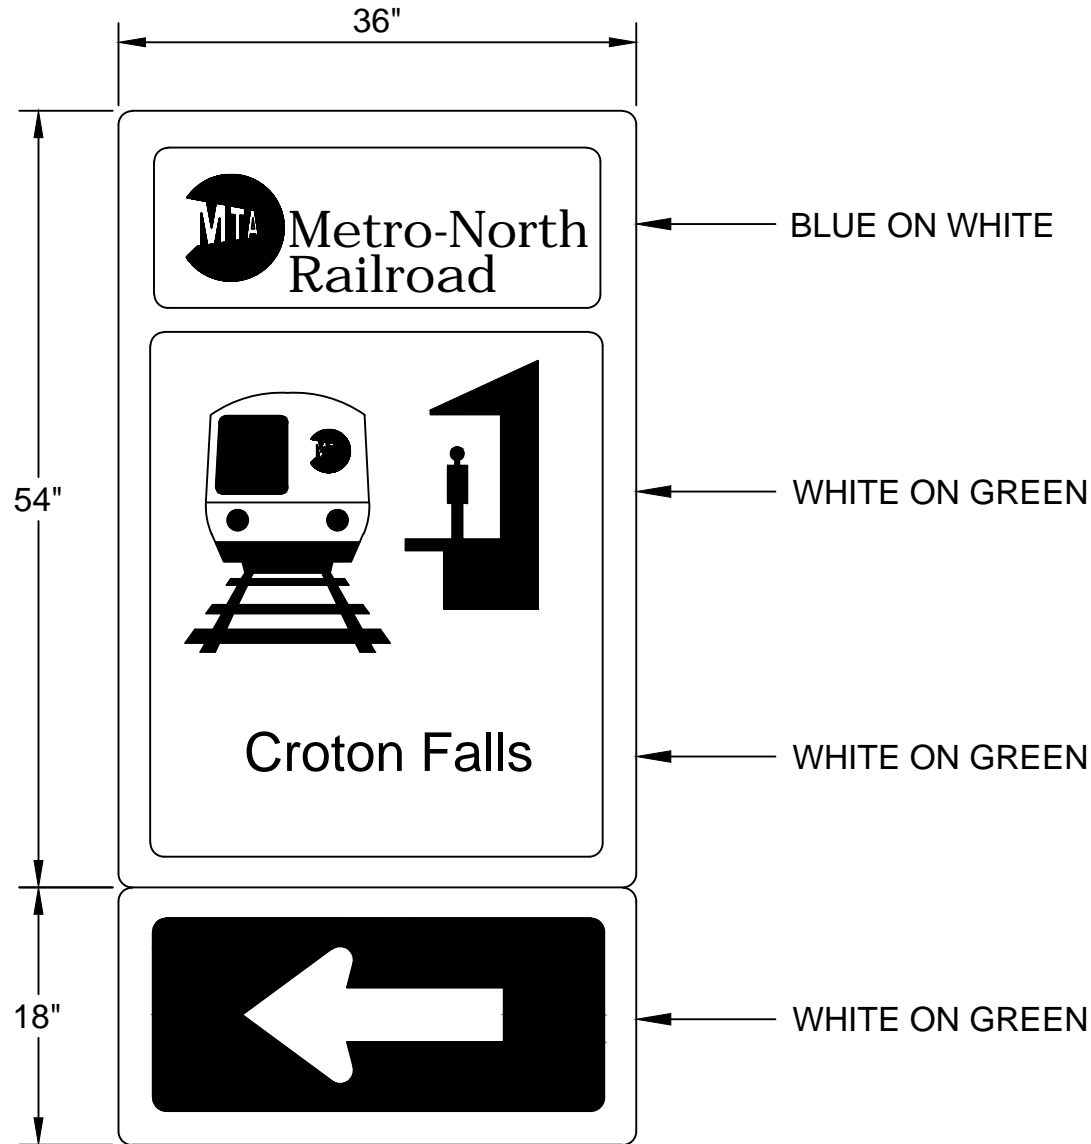 36"
MTA
Metro-North
Railroad
BLUE ON WHITE
54"
WHITE ON GREEN
Croton Falls
WHITE ON GREEN
18"
WHITE ON GREEN